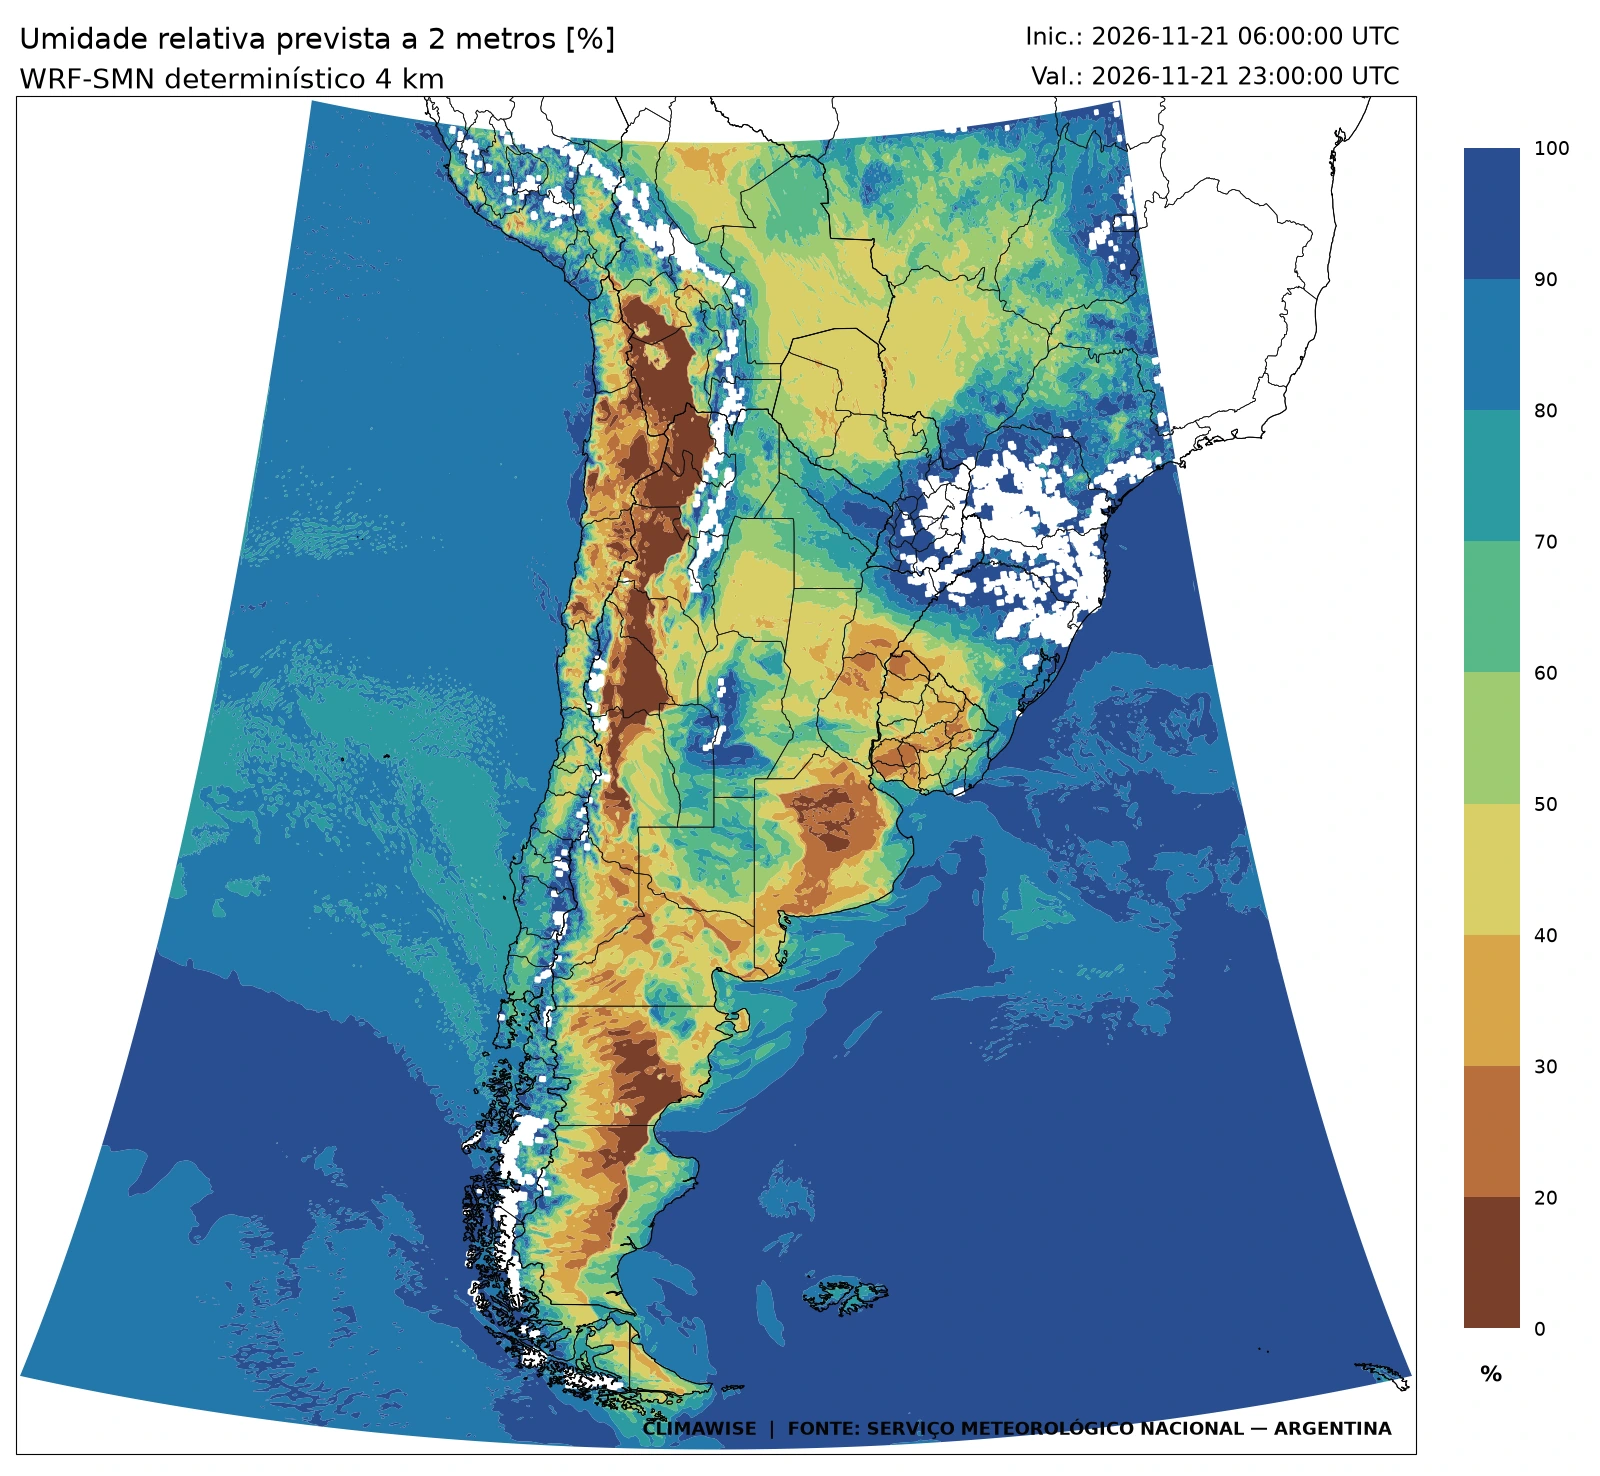 Umidade relativa prevista a 2 metros [%]
WRF-SMN determinístico 4 km
Inic.: 2026-11-21 06:00:00 UTC
Val.: 2026-11-21 23:00:00 UTC
100
90
80
70
60
50
40
30
20
0
%
CLIMAWISE | FONTE: SERVIÇO METEOROLÓGICO NACIONAL — ARGENTINA